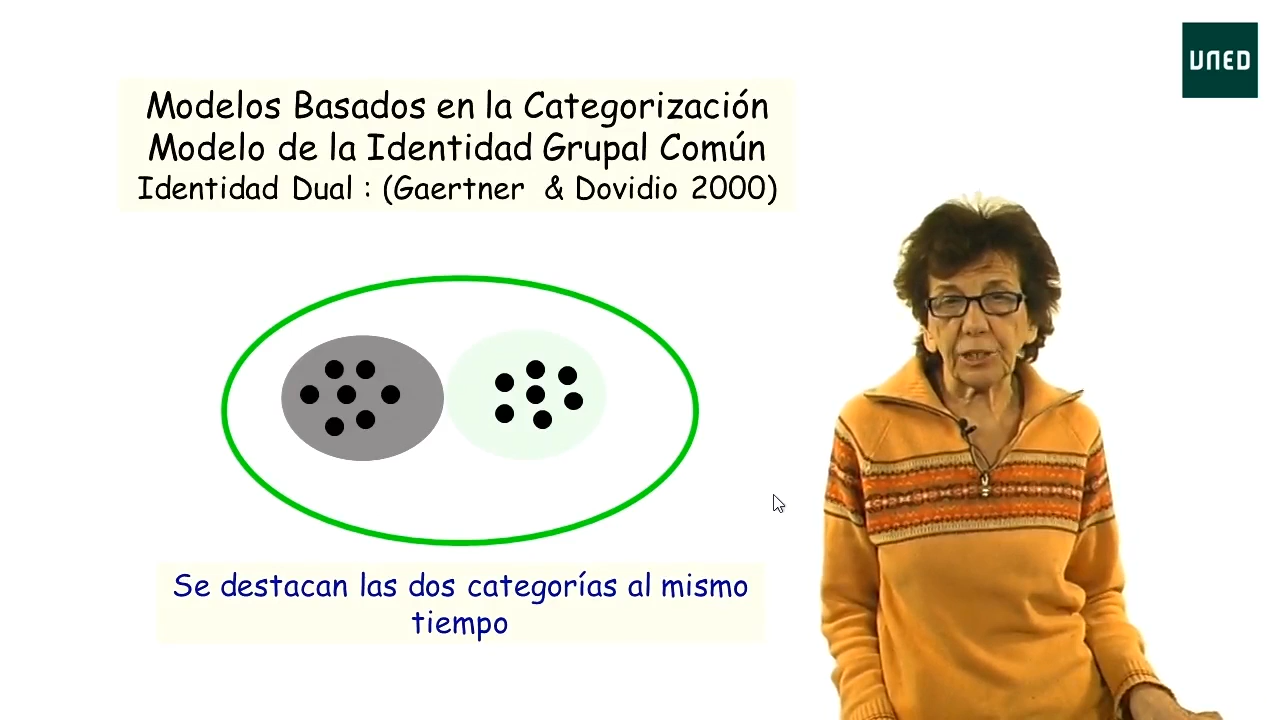 UNED
Modelos Basados en la Categorización
Modelo de la Identidad Grupal Común
Identidad Dual : (Gaertner & Dovidio 2000)
Se destacan las dos categorías al mismo
tiempo